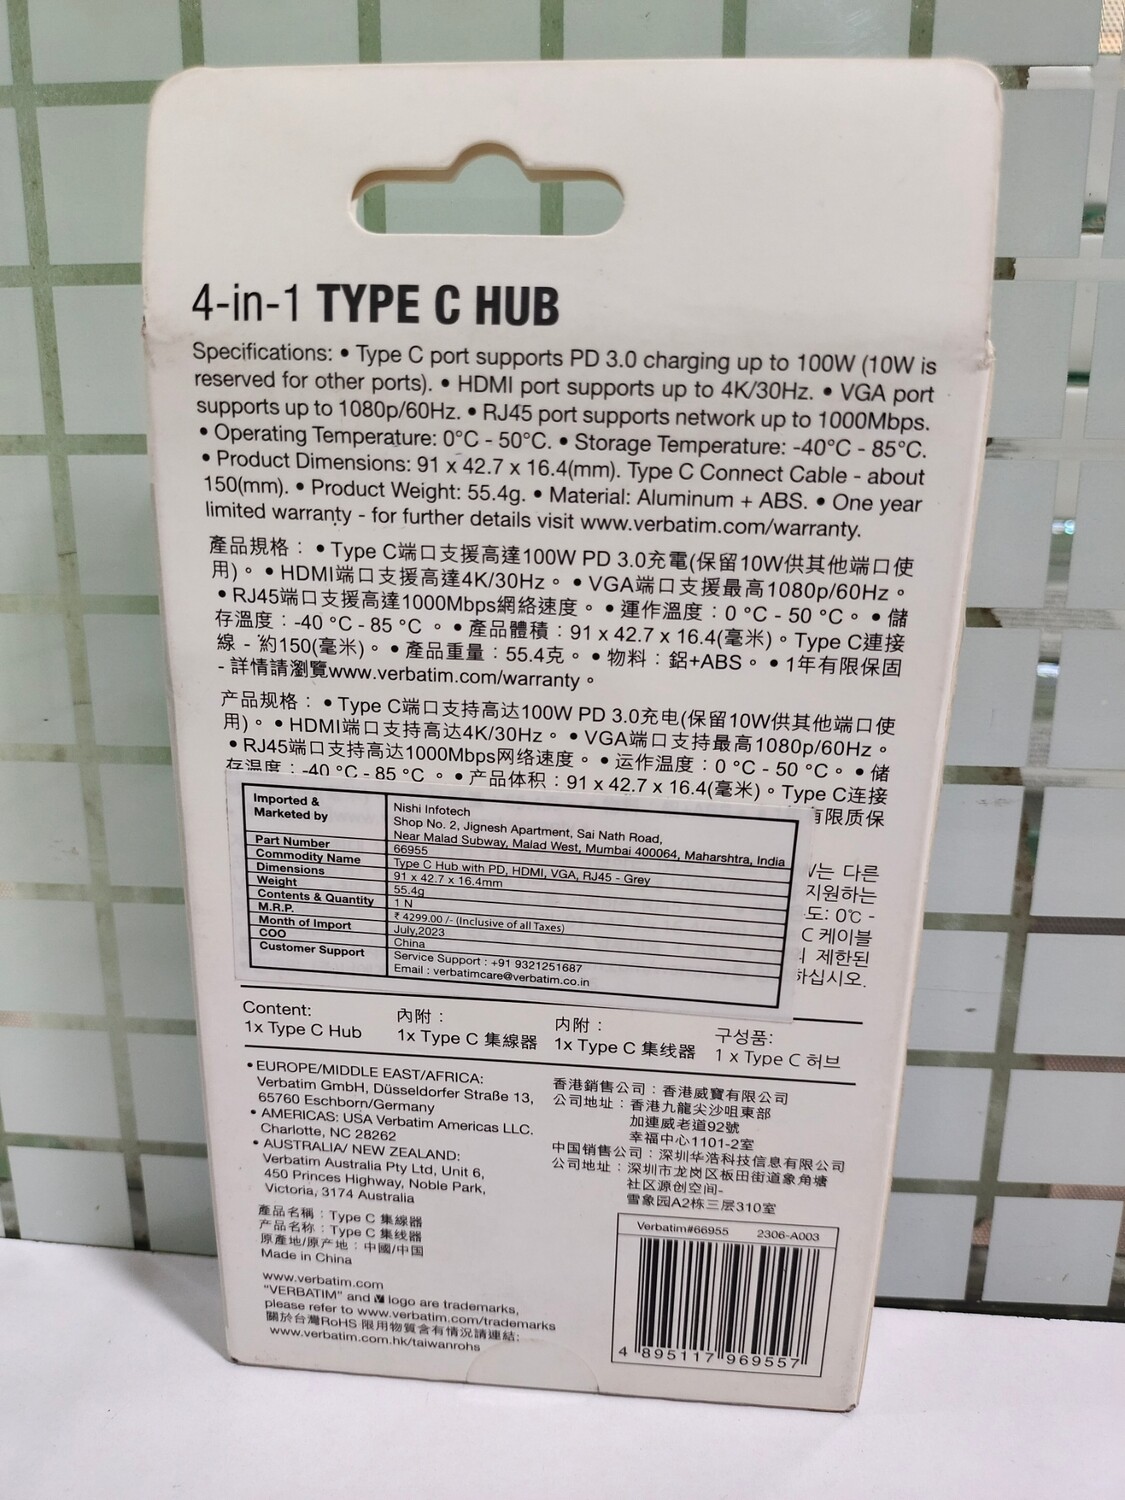 4-in-1 TYPE C HUB
Specifications: • Type C port supports PD 3.0 charging up to 100W (10W is
reserved for other ports). • HDMI port supports up to 4K/30Hz. • VGA port
supports up to 1080p/60Hz. • RJ45 port supports network up to 1000Mbps.
• Operating Temperature: 0°C - 50°C. • Storage Temperature: -40°C - 85°C.
• Product Dimensions: 91 x 42.7 x 16.4(mm). Type C Connect Cable - about
150(mm). • Product Weight: 55.4g. • Material: Aluminum + ABS. • One year
limited warranty - for further details visit www.verbatim.com/warranty.
產品規格：• Type C端口支援高達100W PD 3.0充電(保留10W供其他端口使
用)。• HDMI端口支援高達4K/30Hz。• VGA端口支援最高1080p/60Hz。
• RJ45端口支援高達1000Mbps網絡速度。• 運作溫度：0 °C - 50 °C。• 儲
存溫度：-40 °C - 85 °C 。• 產品體積：91 x 42.7 x 16.4(毫米)。Type C連接
線 - 約150(毫米)。• 產品重量：55.4克。• 物料：鋁+ABS。• 1年有限保固
- 詳情請瀏覽www.verbatim.com/warranty。
产品规格：• Type C端口支持高达100W PD 3.0充电(保留10W供其他端口使
用)。• HDMI端口支持高达4K/30Hz。• VGA端口支持最高1080p/60Hz。
• RJ45端口支持高达1000Mbps网络速度。• 运作温度：0 °C - 50 °C。• 储
存温度：-40 °C - 85 °C 。• 产品体积：91 x 42.7 x 16.4(毫米)。Type C连接
有限质保
는 다른
지원하는
도: 0℃ -
C 케이블
제한된
하십시오.
Imported & Marketed by Nishi Infotech
Shop No. 2, Jignesh Apartment, Sai Nath Road,
Near Malad Subway, Malad West, Mumbai 400064, Maharshtra, India
Part Number 66955
Commodity Name Type C Hub with PD, HDMI, VGA, RJ45 - Grey
Dimensions 91 x 42.7 x 16.4mm
Weight 55.4g
Contents & Quantity 1 N
M.R.P. ₹ 4299.00 /- (Inclusive of all Taxes)
Month of Import July,2023
COO China
Customer Support Service Support : +91 9321251687
Email : verbatimcare@verbatim.co.in
Content:
1x Type C Hub
內附：
1x Type C 集線器
内附：
1x Type C 集线器
구성품:
1 x Type C 허브
• EUROPE/MIDDLE EAST/AFRICA:
Verbatim GmbH, Düsseldorfer Straße 13,
65760 Eschborn/Germany
• AMERICAS: USA Verbatim Americas LLC.
Charlotte, NC 28262
• AUSTRALIA/ NEW ZEALAND:
Verbatim Australia Pty Ltd, Unit 6,
450 Princes Highway, Noble Park,
Victoria, 3174 Australia
產品名稱：Type C 集線器
产品名称：Type C 集线器
原產地/原产地：中國/中国
Made in China
www.verbatim.com
"VERBATIM" and logo are trademarks,
please refer to www.verbatim.com/trademarks
關於台灣RoHS 限用物質含有情況請連結:
www.verbatim.com.hk/taiwanrohs
香港銷售公司：香港威寶有限公司
公司地址：香港九龍尖沙咀東部
加連威老道92號
幸福中心1101-2室
中国销售公司：深圳华浩科技信息有限公司
公司地址：深圳市龙岗区板田街道象角塘
社区源创空间-
雪象园A2栋三层310室
Verbatim#66955 2306-A003
4 895117 969557